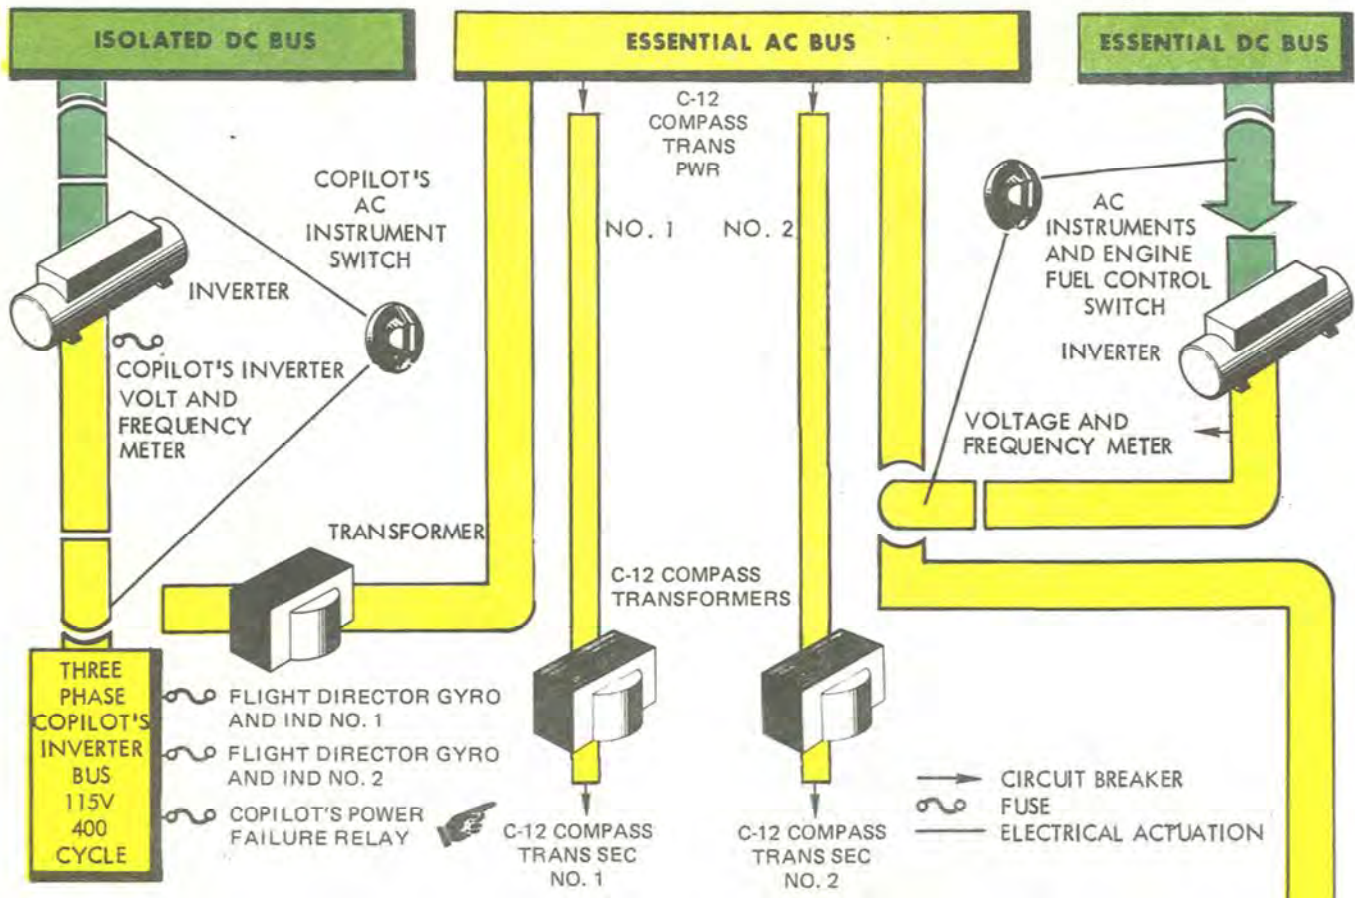 ISOLATED DC BUS
ESSENTIAL AC BUS
ESSENTIAL DC BUS
C-12
COMPASS
TRANS
PWR
NO. 1
NO. 2
COPILOT'S
AC
INSTRUMENT
SWITCH
AC
INSTRUMENTS
AND ENGINE
FUEL CONTROL
SWITCH
INVERTER
INVERTER
COPILOT'S INVERTER
VOLT AND
FREQUENCY
METER
VOLTAGE AND
FREQUENCY METER
TRANSFORMER
C-12 COMPASS
TRANSFORMERS
THREE
PHASE
COPILOT'S
INVERTER
BUS
115V
400
CYCLE
FLIGHT DIRECTOR GYRO
AND IND NO. 1
FLIGHT DIRECTOR GYRO
AND IND NO. 2
COPILOT'S POWER
FAILURE RELAY
C-12 COMPASS
TRANS SEC
NO. 1
C-12 COMPASS
TRANS SEC
NO. 2
CIRCUIT BREAKER
FUSE
ELECTRICAL ACTUATION